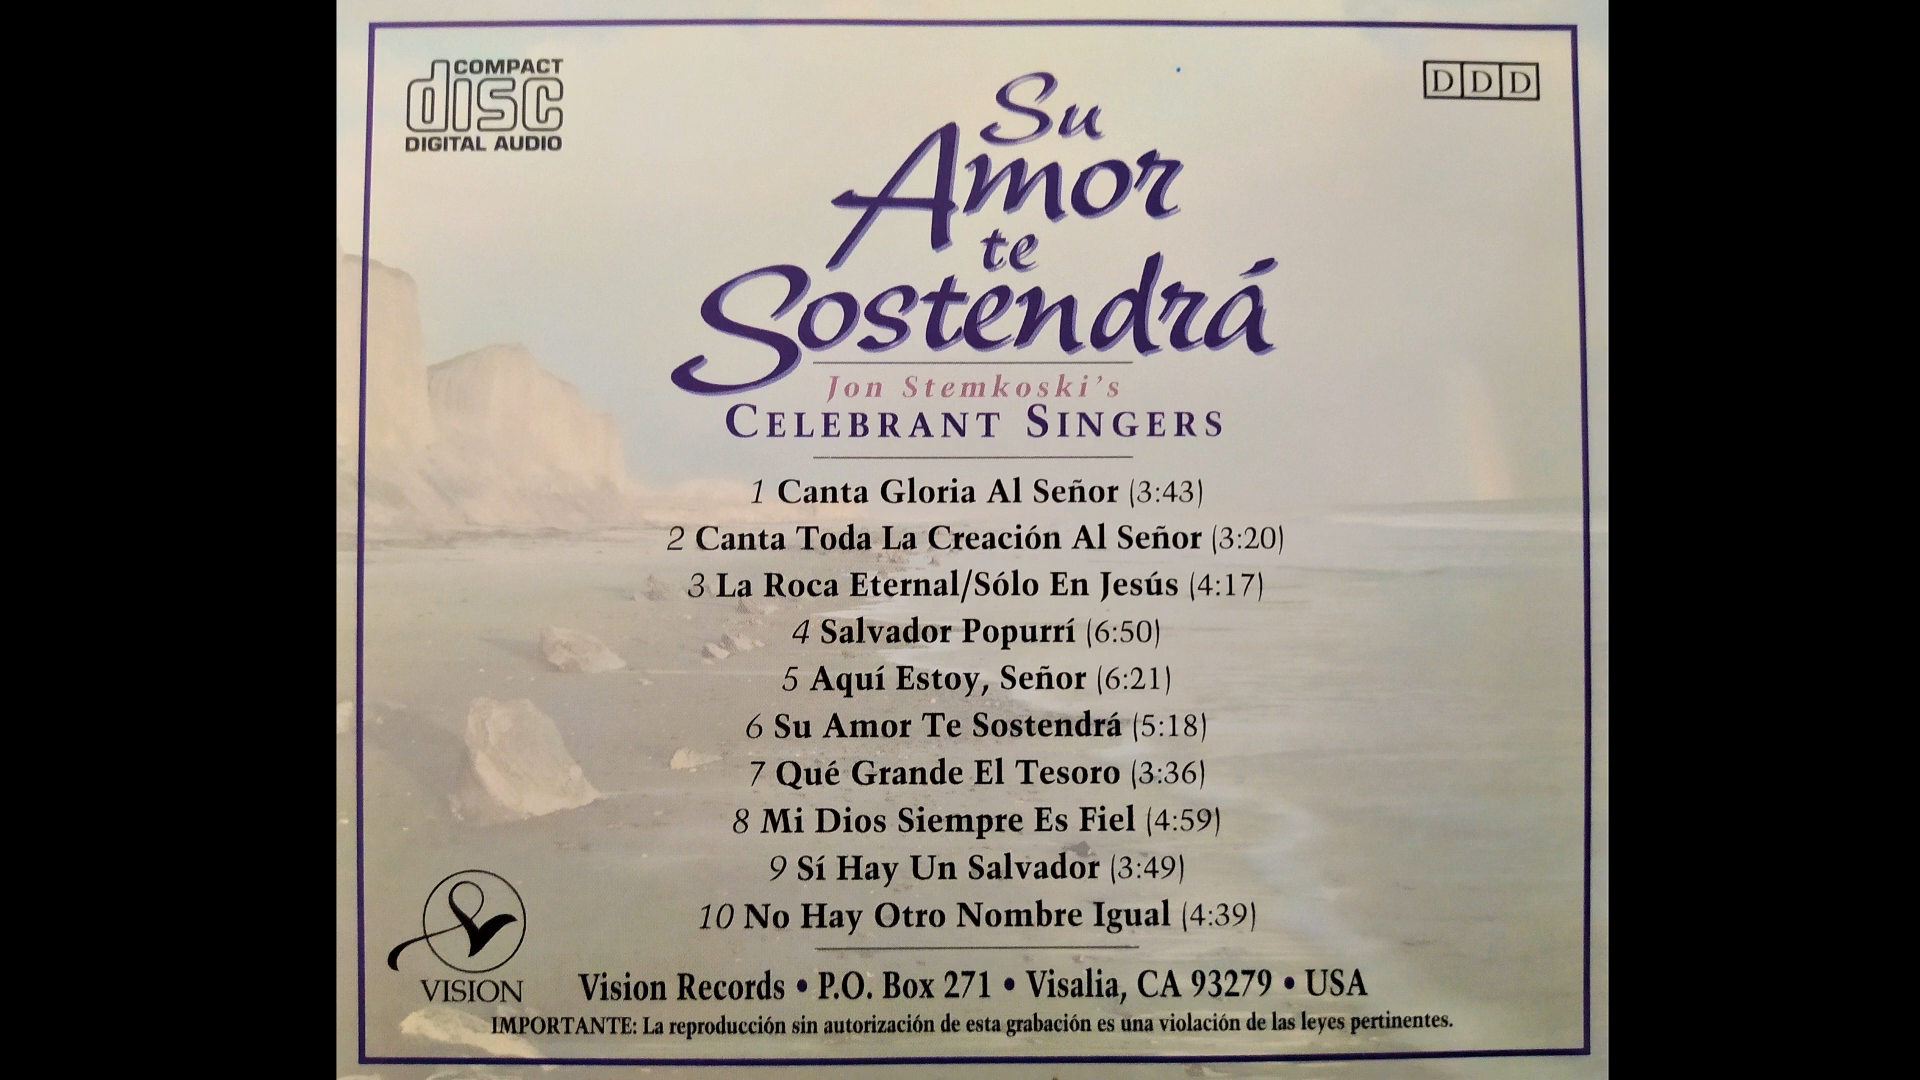 COMPACT
disc
DIGITAL AUDIO
DDD
Su
Amor
te
Sostendrá
Jon Stemkoski's
CELEBRANT SINGERS
1 Canta Gloria Al Señor (3:43)
2 Canta Toda La Creación Al Señor (3:20)
3 La Roca Eternal/Sólo En Jesús (4:17)
4 Salvador Popurrí (6:50)
5 Aquí Estoy, Señor (6:21)
6 Su Amor Te Sostendrá (5:18)
7 Qué Grande El Tesoro (3:36)
8 Mi Dios Siempre Es Fiel (4:59)
9 Sí Hay Un Salvador (3:49)
10 No Hay Otro Nombre Igual (4:39)
VISION
Vision Records • P.O. Box 271 • Visalia, CA 93279 • USA
IMPORTANTE: La reproducción sin autorización de esta grabación es una violación de las leyes pertinentes.